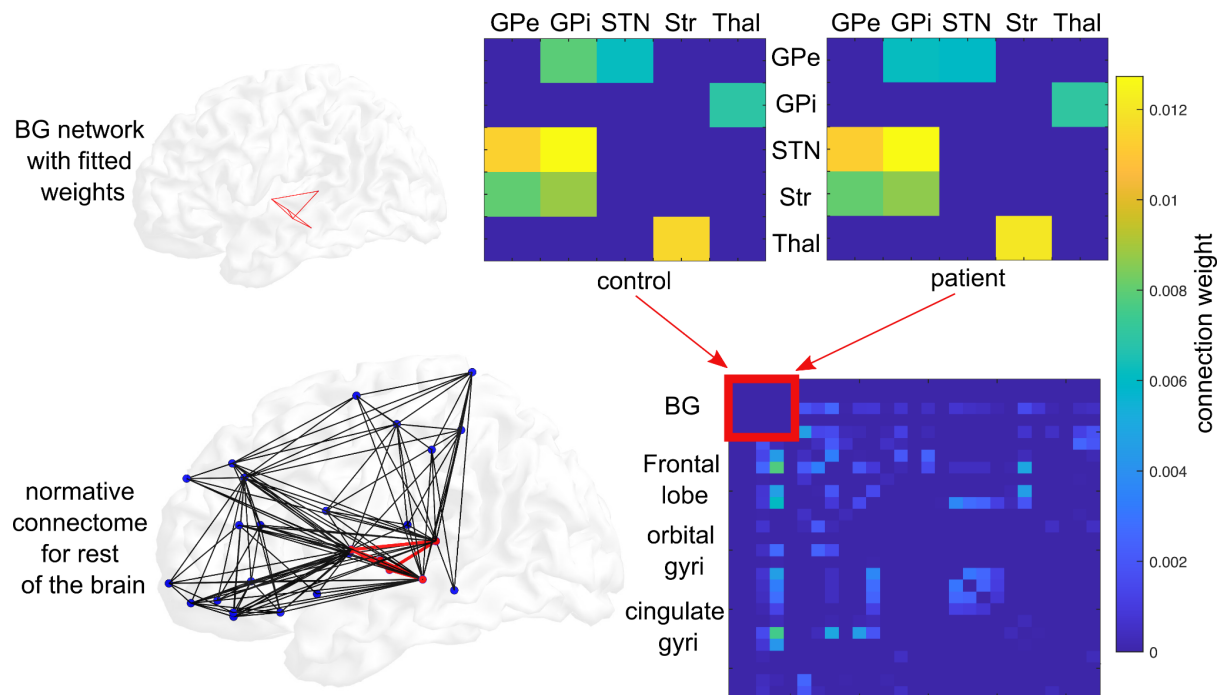 GPe GPi STN Str Thal
GPe GPi STN Str Thal
BG network
with fitted
weights
GPe
GPi
STN
Str
Thal
control
patient
0.012
0.010
0.008
0.006
0.004
0.002
0
connection weight
normative
connectome
for rest
of the brain
BG
Frontal
lobe
orbital
gyri
cingulate
gyri